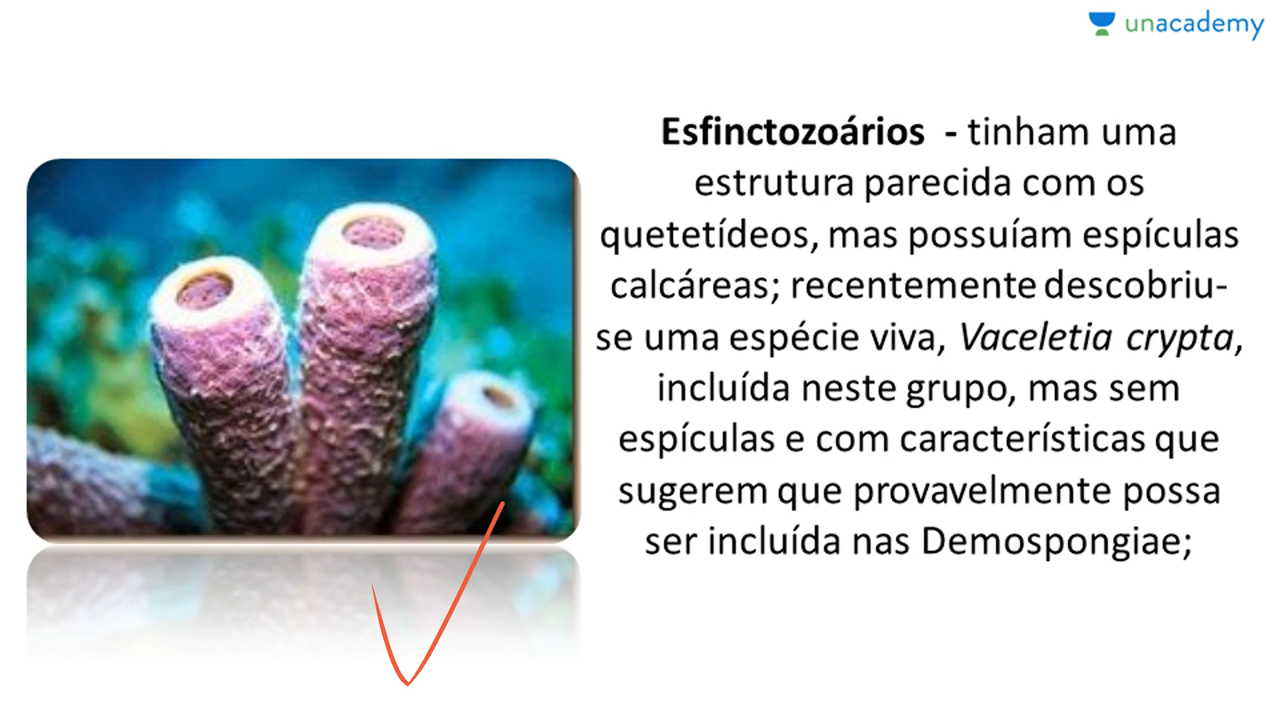 unacademy
Esfinctozoários - tinham uma
estrutura parecida com os
quetetídeos, mas possuíam espículas
calcáreas; recentemente descobriu-
se uma espécie viva, Vaceletia crypta,
incluída neste grupo, mas sem
espículas e com características que
sugerem que provavelmente possa
ser incluída nas Demospongiae;